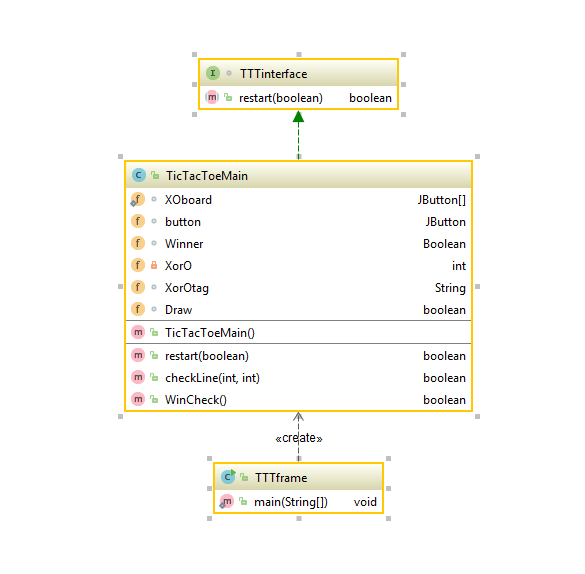 I TTTinterface
m restart(boolean) boolean
C TicTacToeMain
f XOboard JButton[]
f button JButton
f Winner Boolean
f XorO int
f XorOtag String
f Draw boolean
m TicTacToeMain()
m restart(boolean) boolean
m checkLine(int, int) boolean
m WinCheck() boolean
«create»
C TTTframe
m main(String[]) void